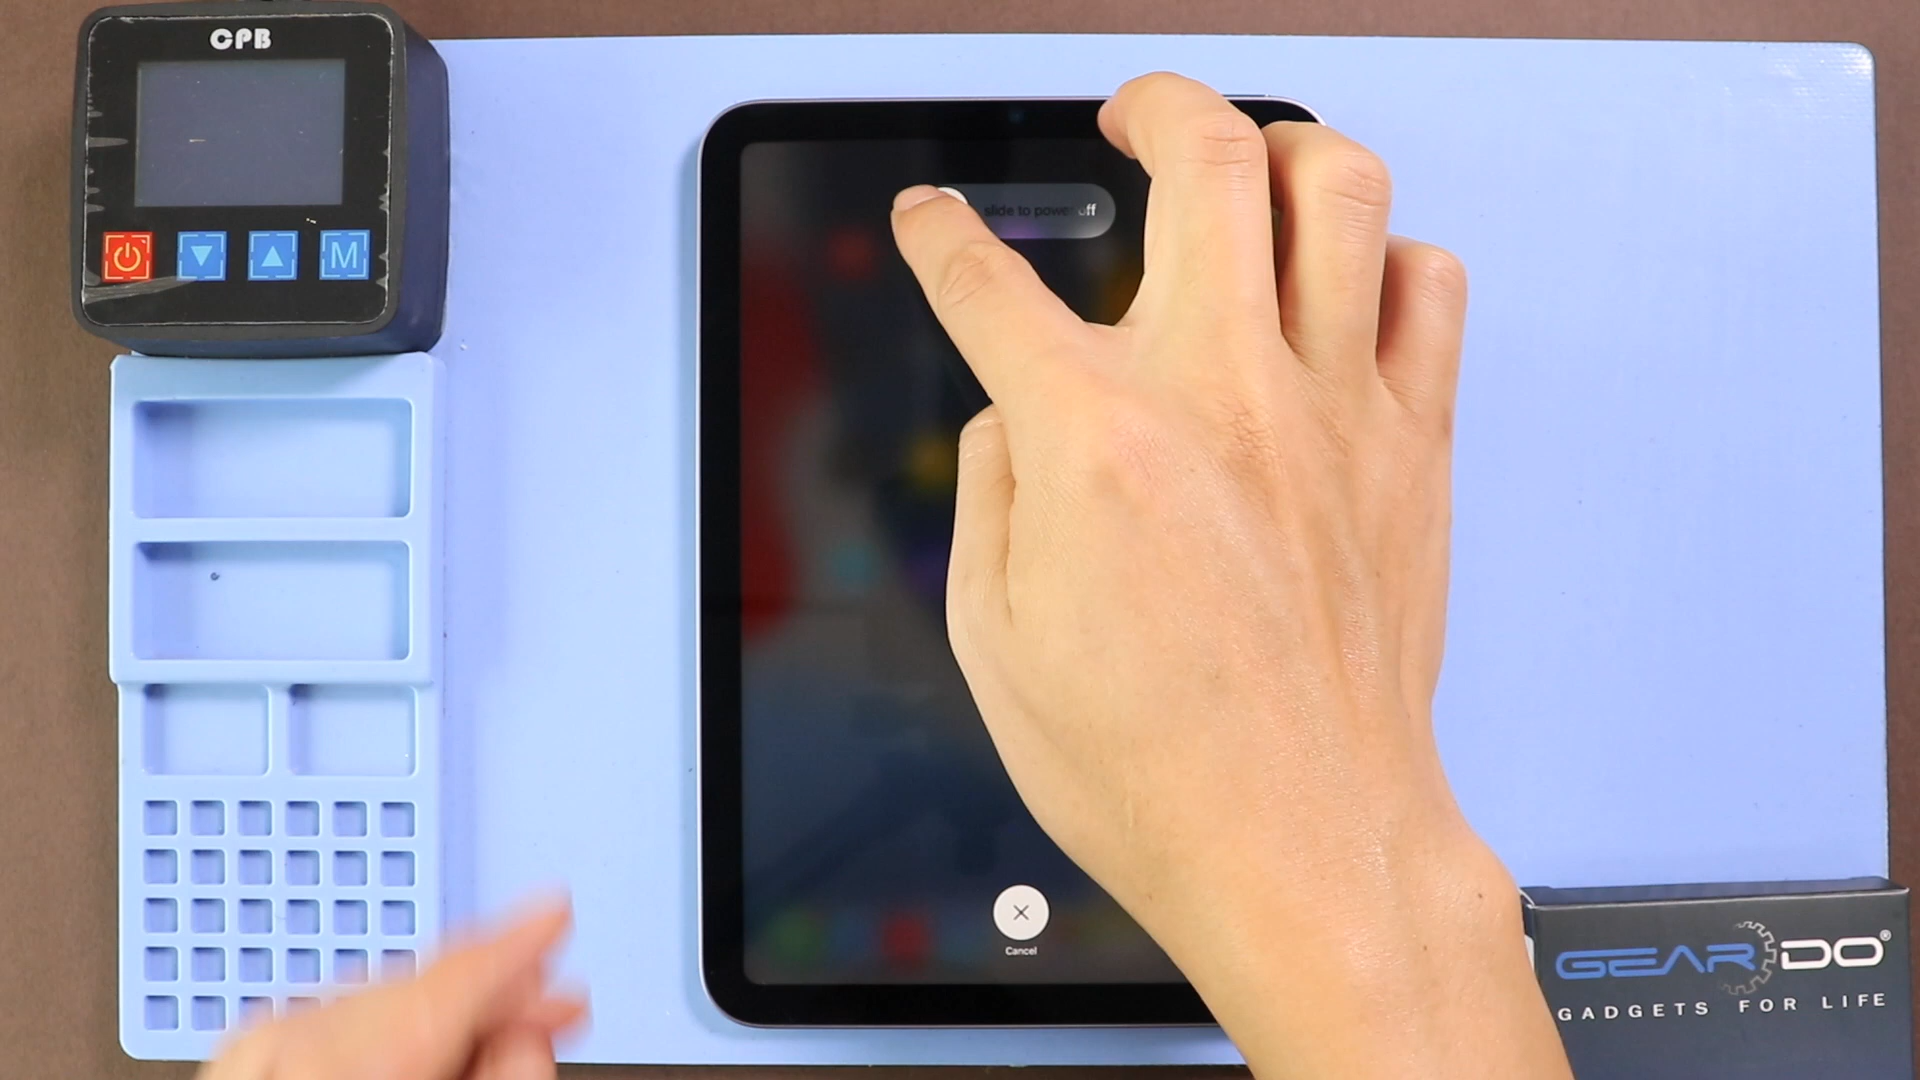 CPB
M
slide to power off
Cancel
GEARDO®
GADGETS FOR LIFE